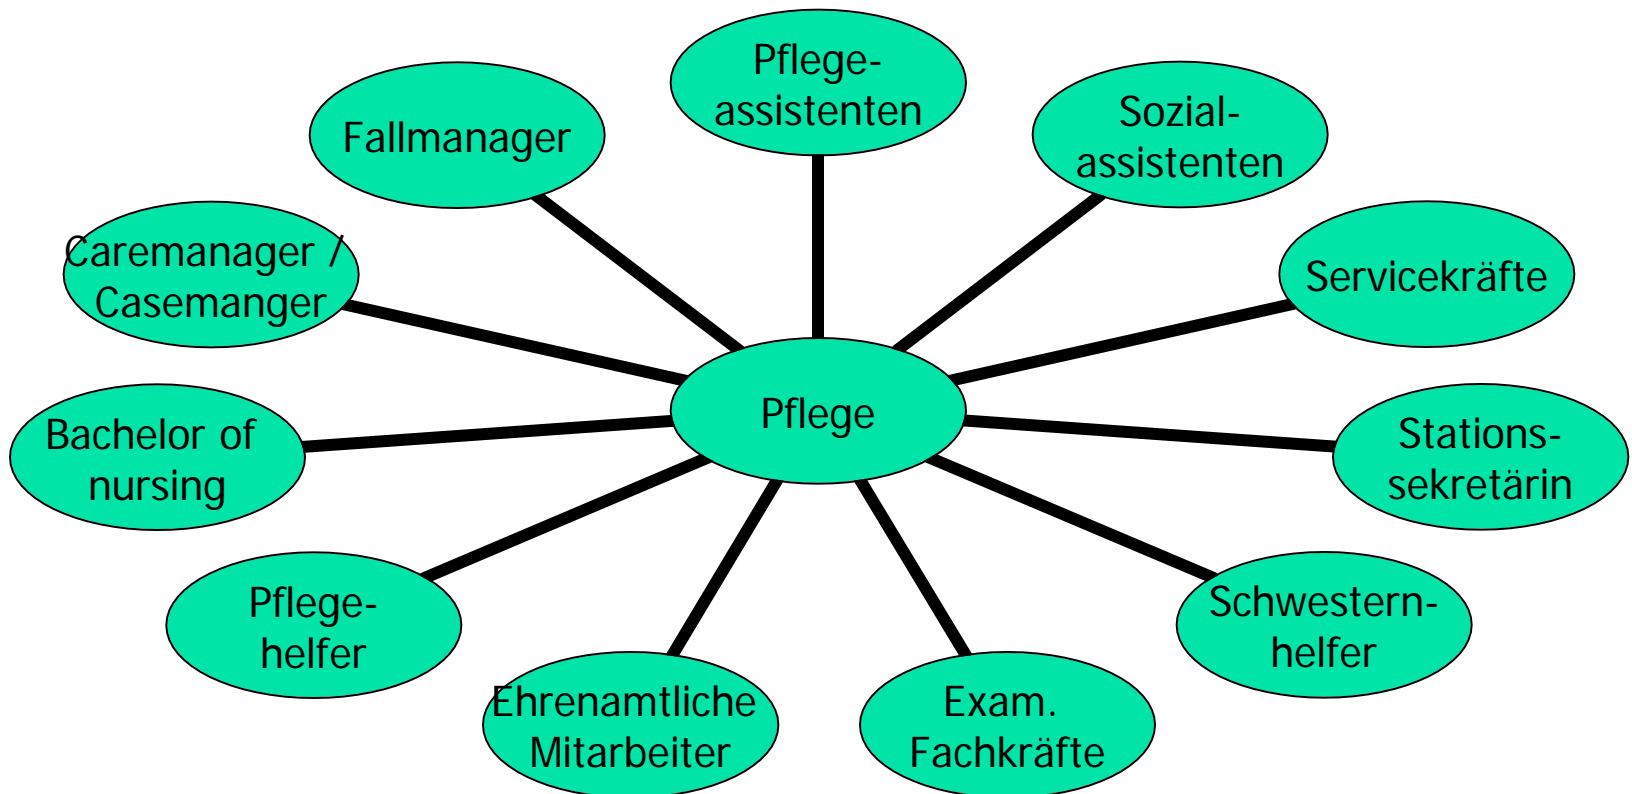 Pflege-
assistenten
Fallmanager
Sozial-
assistenten
Caremanager /
Casemanger
Servicekräfte
Pflege
Bachelor of
nursing
Stations-
sekretärin
Pflege-
helfer
Schwestern-
helfer
Ehrenamtliche
Mitarbeiter
Exam.
Fachkräfte